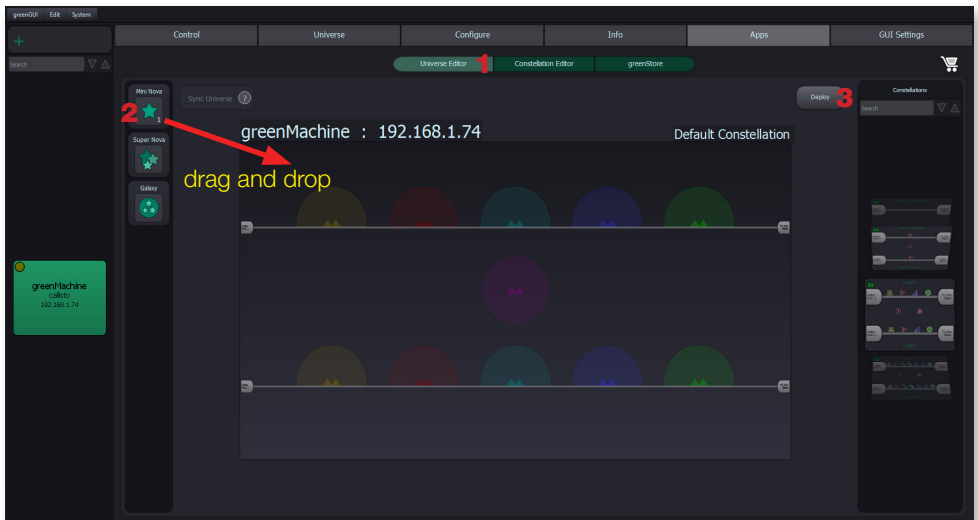 greenGUI Edit System
+
Control Universe Configure Info Apps GUI Settings
Search
Universe Editor 1 Constellation Editor greenStore
Mini Nova
2
1
Super Nova
Galaxy
Sync Universe ?
Deploy 3
Constellations
Search
greenMachine : 192.168.1.74
Default Constellation
drag and drop
greenMachine
callisto
192.168.1.74